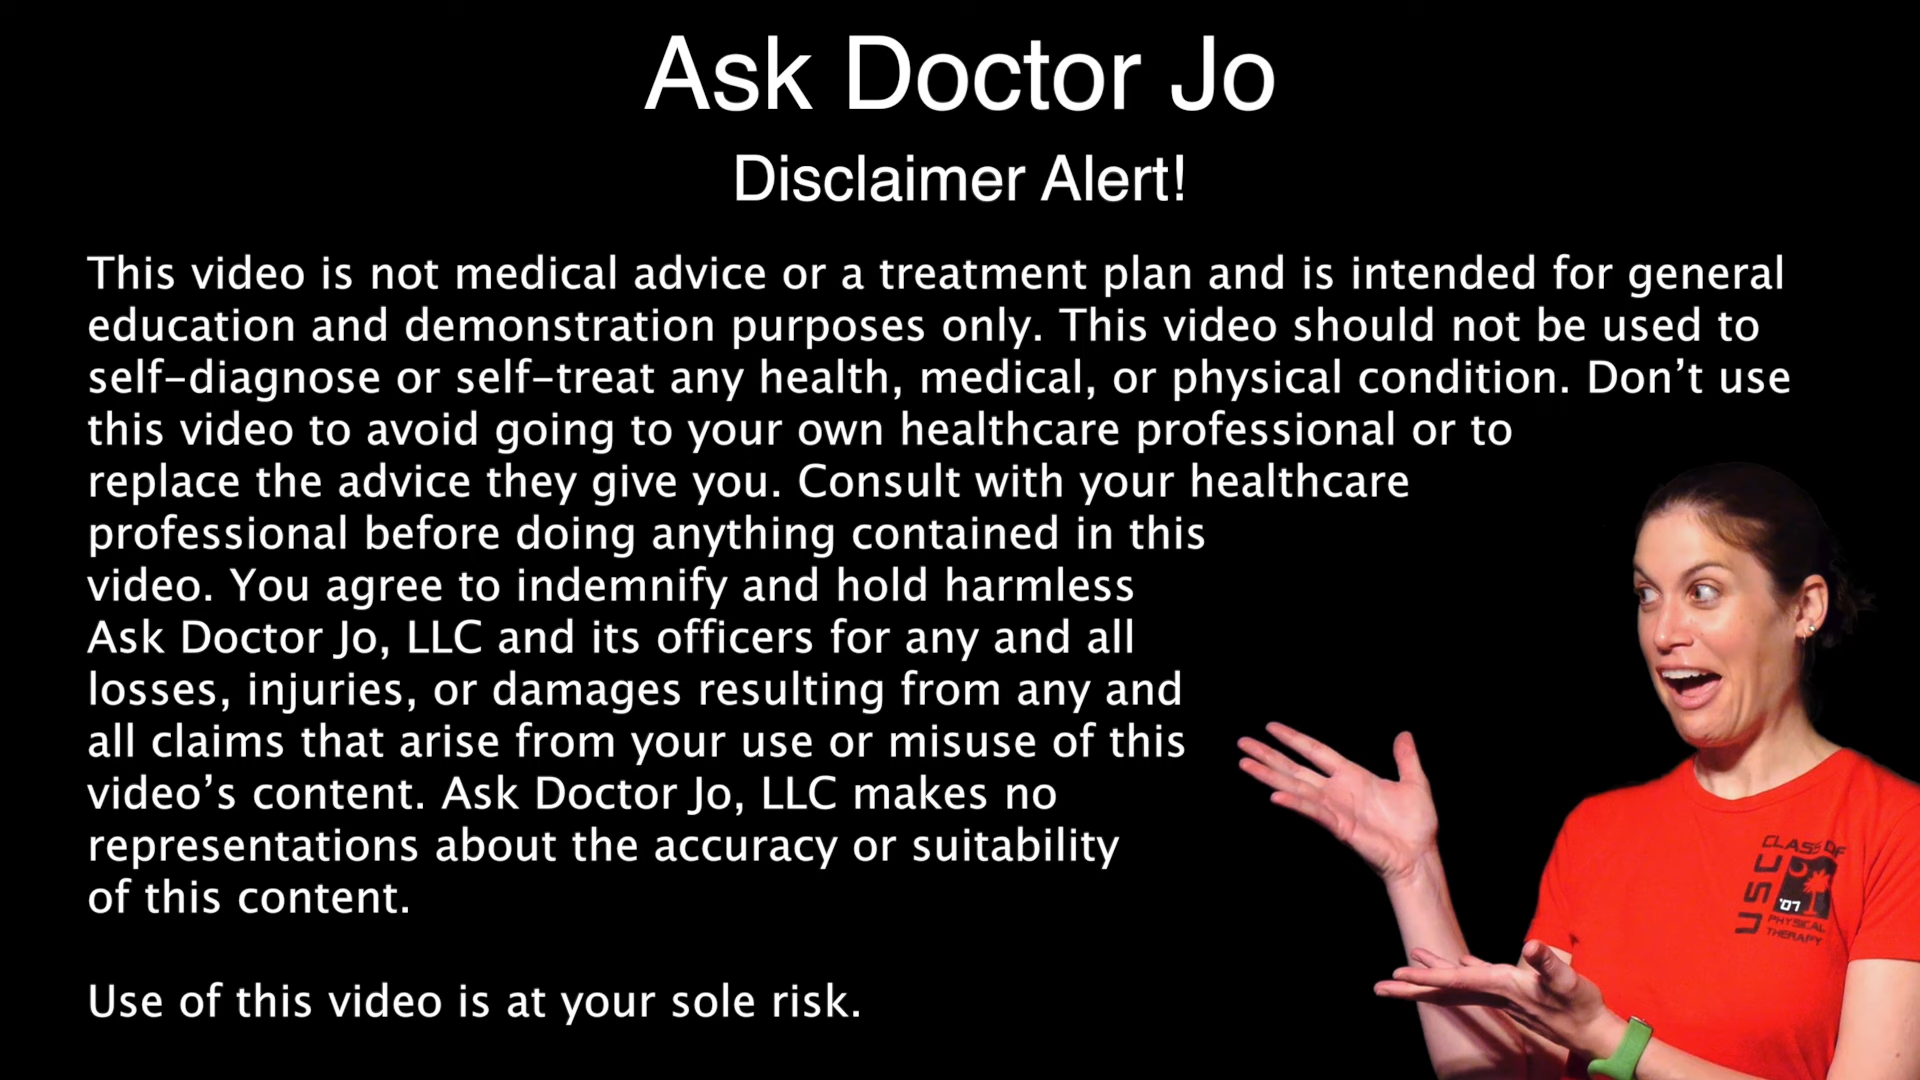 Ask Doctor Jo
Disclaimer Alert!
This video is not medical advice or a treatment plan and is intended for general
education and demonstration purposes only. This video should not be used to
self-diagnose or self-treat any health, medical, or physical condition. Don’t use
this video to avoid going to your own healthcare professional or to
replace the advice they give you. Consult with your healthcare
professional before doing anything contained in this
video. You agree to indemnify and hold harmless
Ask Doctor Jo, LLC and its officers for any and all
losses, injuries, or damages resulting from any and
all claims that arise from your use or misuse of this
video’s content. Ask Doctor Jo, LLC makes no
representations about the accuracy or suitability
of this content.
Use of this video is at your sole risk.
CLASS OF
USC
'07
PHYSICAL
THERAPY